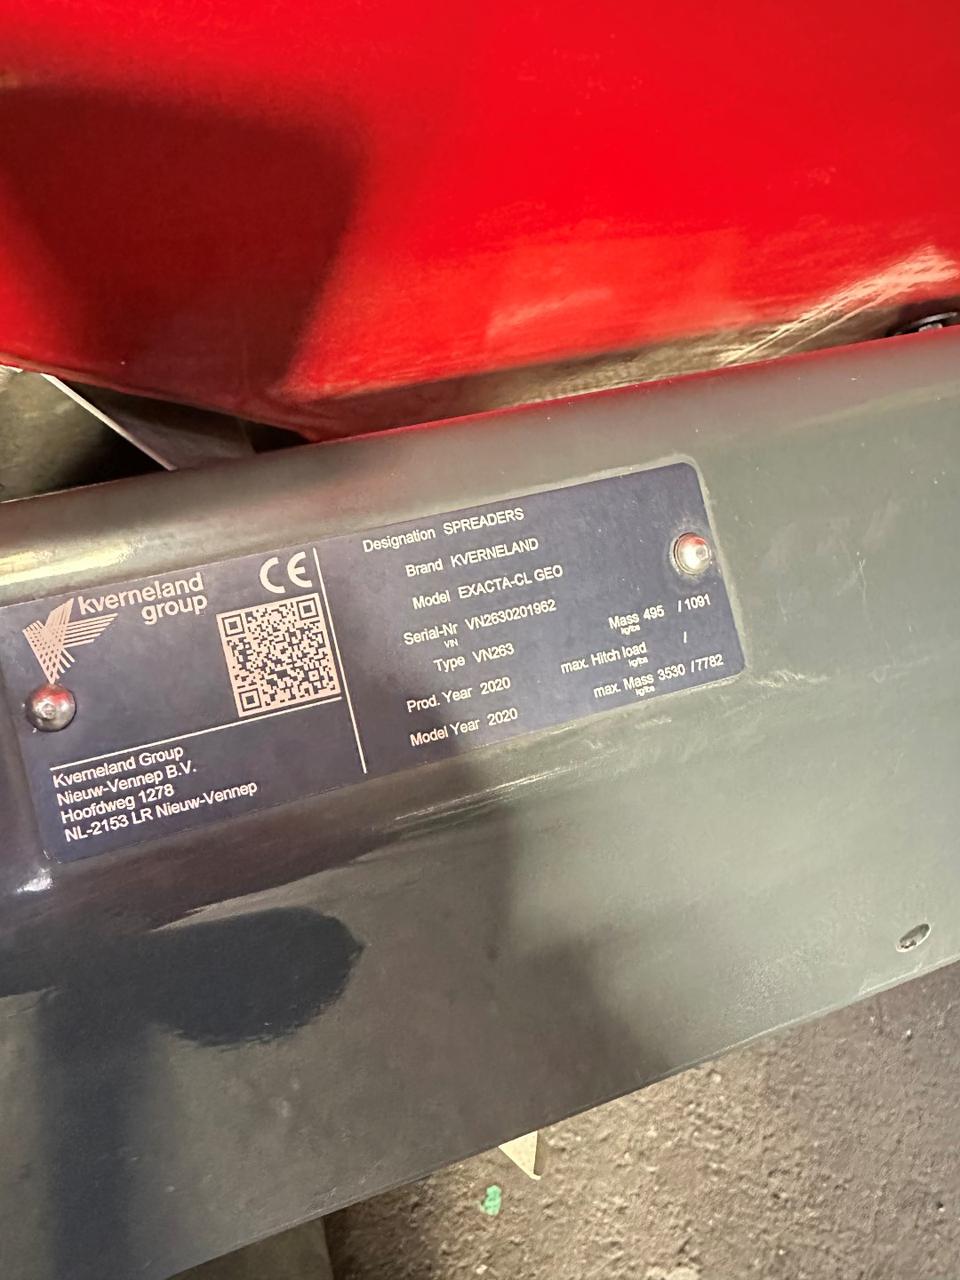 kverneland
group
CE
Kverneland Group
Nieuw-Vennep B.V.
Hoofdweg 1278
NL-2153 LR Nieuw-Vennep
Designation SPREADERS
Brand KVERNELAND
Model EXACTA-CL GEO
Serial-Nr VN2630201962
VIN
Type VN263
Prod. Year 2020
Model Year 2020
Mass 495 / 1091
kg/lbs
max. Hitch load /
kg/lbs
max. Mass 3530 / 7782
kg/lbs